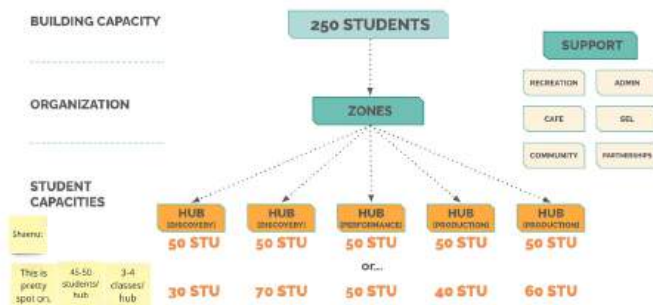 BUILDING CAPACITY
250 STUDENTS
SUPPORT
RECREATION
ADMIN
ORGANIZATION
ZONES
CAFE
SEL
COMMUNITY
PARTNERSHIPS
STUDENT
CAPACITIES
HUB
(DISCOVERY)
HUB
(DISCOVERY)
HUB
(PERFORMANCE)
HUB
(PRODUCTION)
HUB
(PRODUCTION)
50 STU
50 STU
50 STU
50 STU
50 STU
or...
30 STU
70 STU
50 STU
40 STU
60 STU
This is
pretty
spot on.
45-50
students/
hub
3-4
classes/
hub